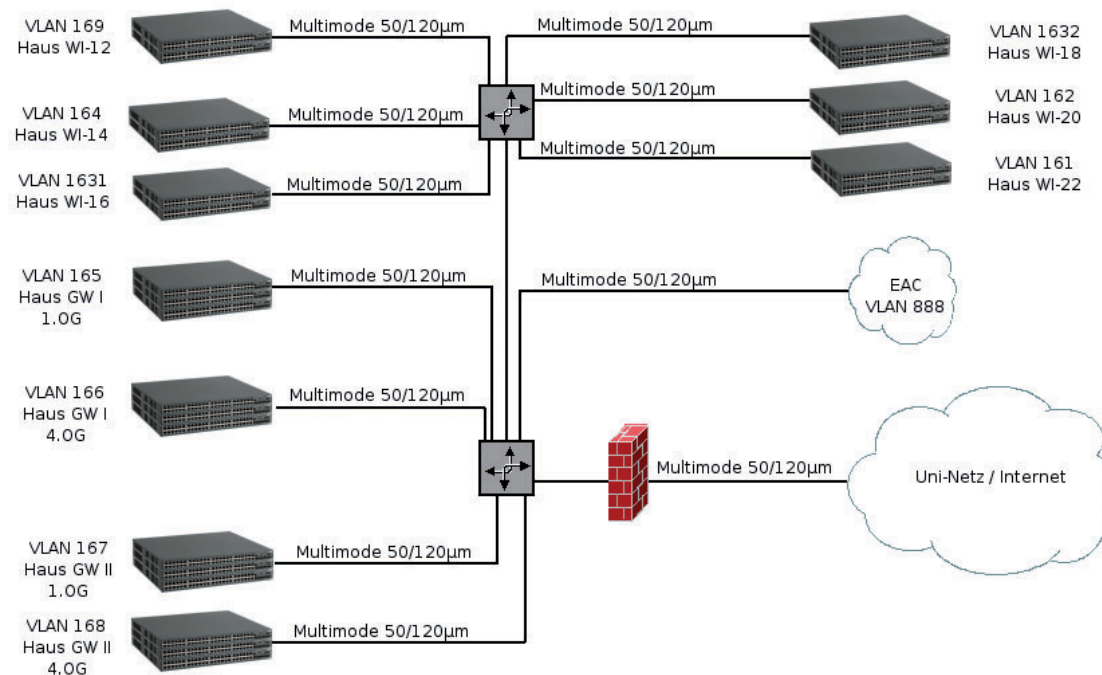 VLAN 169
Haus WI-12
Multimode 50/120µm
Multimode 50/120µm
VLAN 1632
Haus WI-18
VLAN 164
Haus WI-14
Multimode 50/120µm
Multimode 50/120µm
VLAN 162
Haus WI-20
VLAN 1631
Haus WI-16
Multimode 50/120µm
Multimode 50/120µm
VLAN 161
Haus WI-22
VLAN 165
Haus GW I
1.OG
Multimode 50/120µm
Multimode 50/120µm
EAC
VLAN 888
VLAN 166
Haus GW I
4.OG
Multimode 50/120µm
Multimode 50/120µm
Uni-Netz / Internet
VLAN 167
Haus GW II
1.OG
Multimode 50/120µm
VLAN 168
Haus GW II
4.OG
Multimode 50/120µm